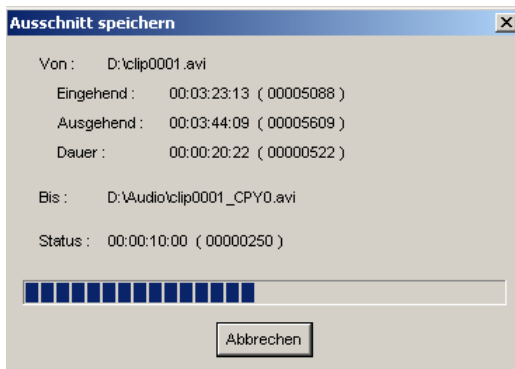 Ausschnitt speichern
Von : D:\clip0001.avi
Eingehend : 00:03:23:13 ( 00005088 )
Ausgehend : 00:03:44:09 ( 00005609 )
Dauer : 00:00:20:22 ( 00000522 )
Bis : D:\Audio\clip0001_CPY0.avi
Status : 00:00:10:00 ( 00000250 )
Abbrechen